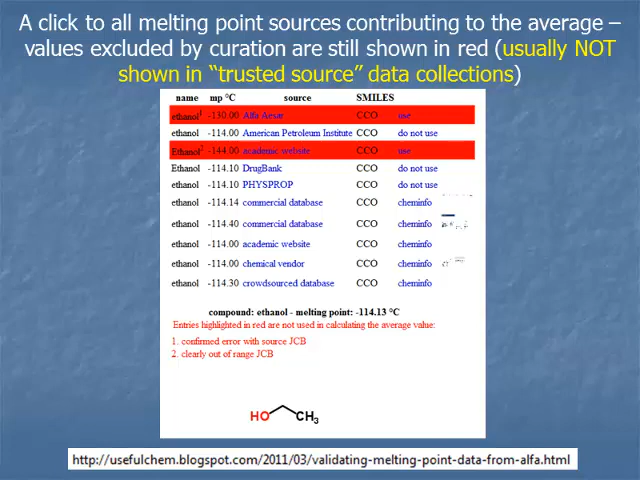 A click to all melting point sources contributing to the average –
values excluded by curation are still shown in red (usually NOT
shown in “trusted source” data collections)
name mp °C source SMILES
ethanol1 -130.00 Alfa Aesar CCO use
ethanol -114.00 American Petroleum Institute CCO do not use
Ethanol2 -144.00 academic website CCO use
Ethanol -114.10 DrugBank CCO do not use
ethanol -114.10 PHYSPROP CCO do not use
ethanol -114.14 commercial database CCO cheminfo
ethanol -114.40 commercial database CCO cheminfo
ethanol -114.00 academic website CCO cheminfo
ethanol -114.00 chemical vendor CCO cheminfo
ethanol -114.30 crowdsourced database CCO cheminfo
compound: ethanol - melting point: -114.13 °C
Entries highlighted in red are not used in calculating the average value:
1. confirmed error with source JCB
2. clearly out of range JCB
HO CH3
http://usefulchem.blogspot.com/2011/03/validating-melting-point-data-from-alfa.html